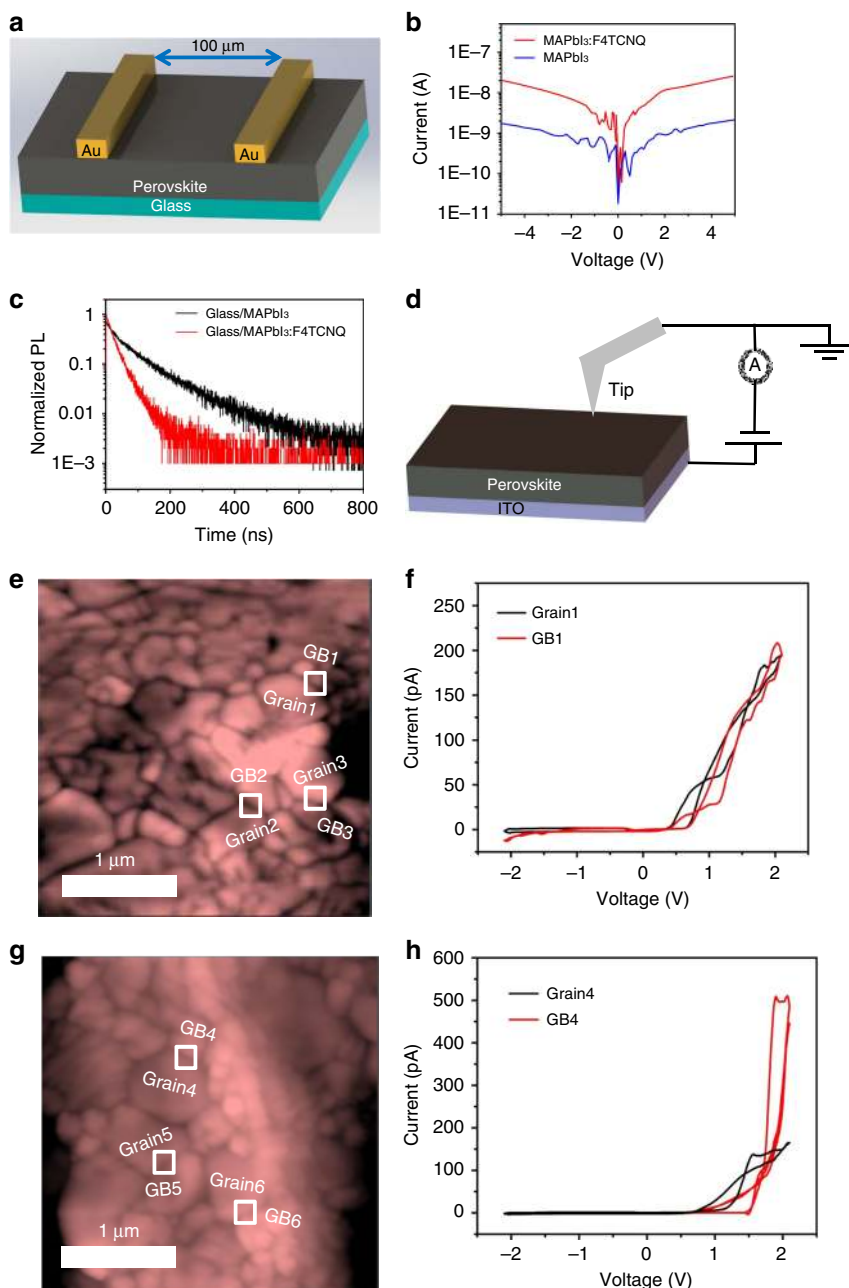 a
100 μm
Au
Au
Perovskite
Glass
b
MAPbI₃:F4TCNQ
MAPbI₃
Current (A)
1E–7
1E–8
1E–9
1E–10
1E–11
–4
–2
0
2
4
Voltage (V)
c
Glass/MAPbI₃
Glass/MAPbI₃:F4TCNQ
Normalized PL
1
0.1
0.01
1E–3
0
200
400
600
800
Time (ns)
d
Tip
A
Perovskite
ITO
e
GB1
Grain1
GB2
Grain3
Grain2
GB3
1 μm
f
Grain1
GB1
Current (pA)
250
200
150
100
50
0
–2
–1
0
1
2
Voltage (V)
g
GB4
Grain4
Grain5
GB5
Grain6
GB6
1 μm
h
Grain4
GB4
Current (pA)
600
500
400
300
200
100
0
–2
–1
0
1
2
Voltage (V)